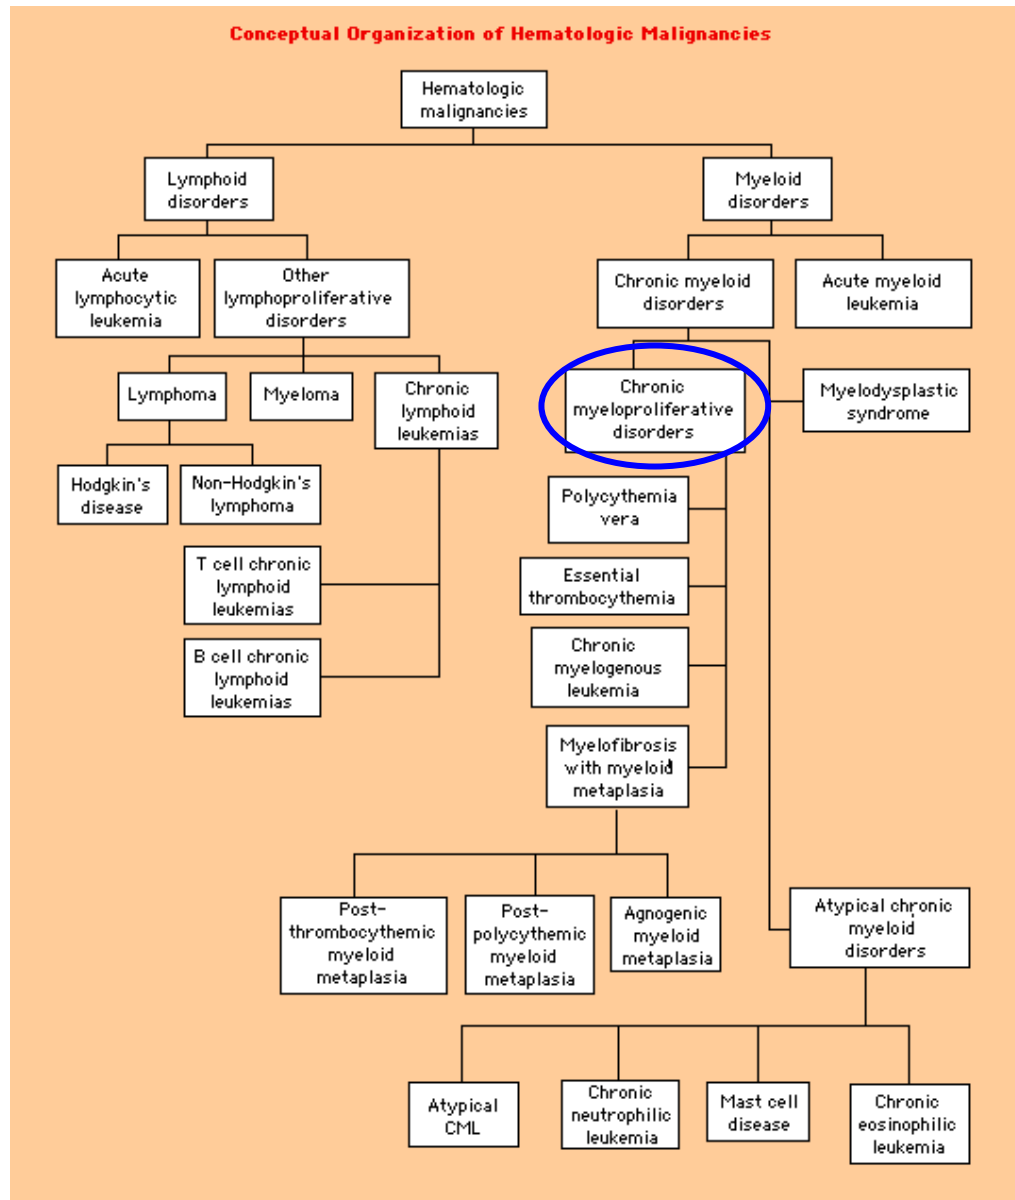 Conceptual Organization of Hematologic Malignancies
Hematologic
malignancies
Lymphoid
disorders
Myeloid
disorders
Acute
lymphocytic
leukemia
Other
lymphoproliferative
disorders
Chronic myeloid
disorders
Acute myeloid
leukemia
Lymphoma
Myeloma
Chronic
lymphoid
leukemias
Chronic
myeloproliferative
disorders
Myelodysplastic
syndrome
Hodgkin's
disease
Non-Hodgkin's
lymphoma
Polycythemia
vera
T cell chronic
lymphoid
leukemias
Essential
thrombocythemia
B cell chronic
lymphoid
leukemias
Chronic
myelogenous
leukemia
Myelofibrosis
with myeloid
metaplasia
Post-
thrombocythemic
myeloid
metaplasia
Post-
polycythemic
myeloid
metaplasia
Agnogenic
myeloid
metaplasia
Atypical chronic
myeloid
disorders
Atypical
CML
Chronic
neutrophilic
leukemia
Mast cell
disease
Chronic
eosinophilic
leukemia